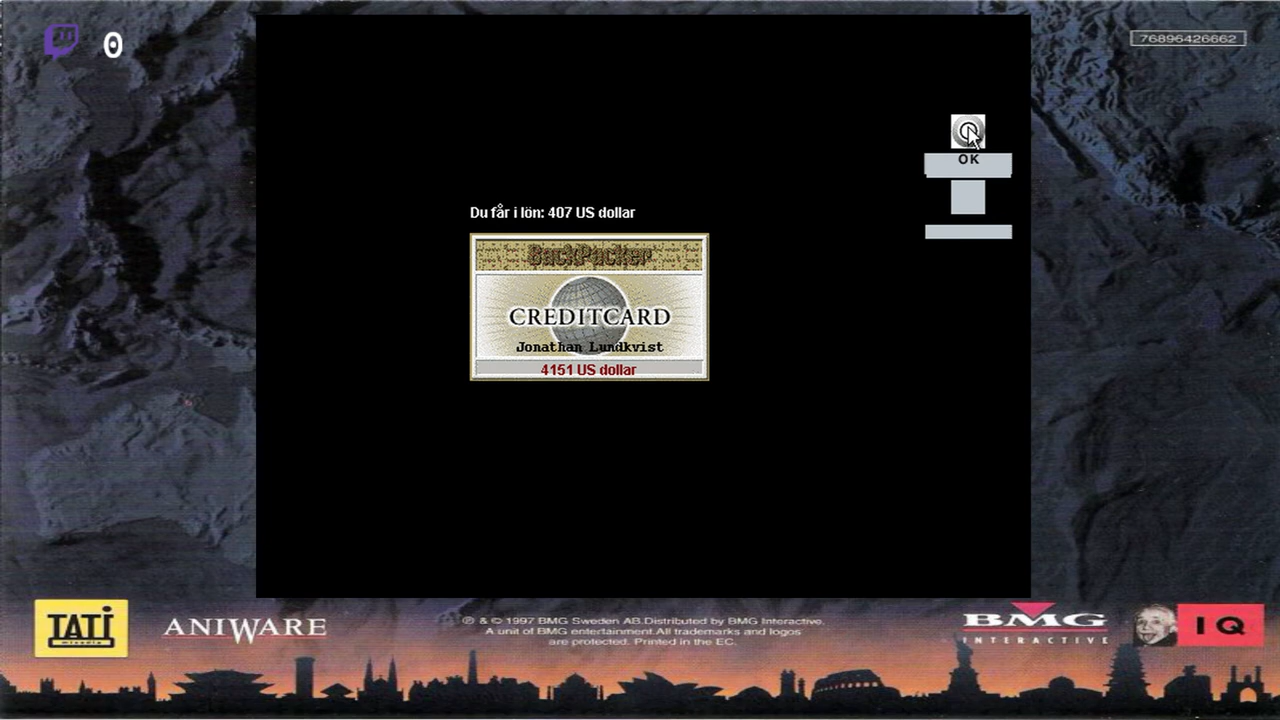 0
76896426662
OK
Du får i lön: 407 US dollar
BackPacker
CREDITCARD
Jonathan Lundkvist
4151 US dollar
TATI
ANIWARE
℗ & © 1997 BMG Sweden AB.Distributed by BMG Interactive.
A unit of BMG entertainment.All trademarks and logos
are protected. Printed in the EC.
BMG
INTERACTIVE
IQ